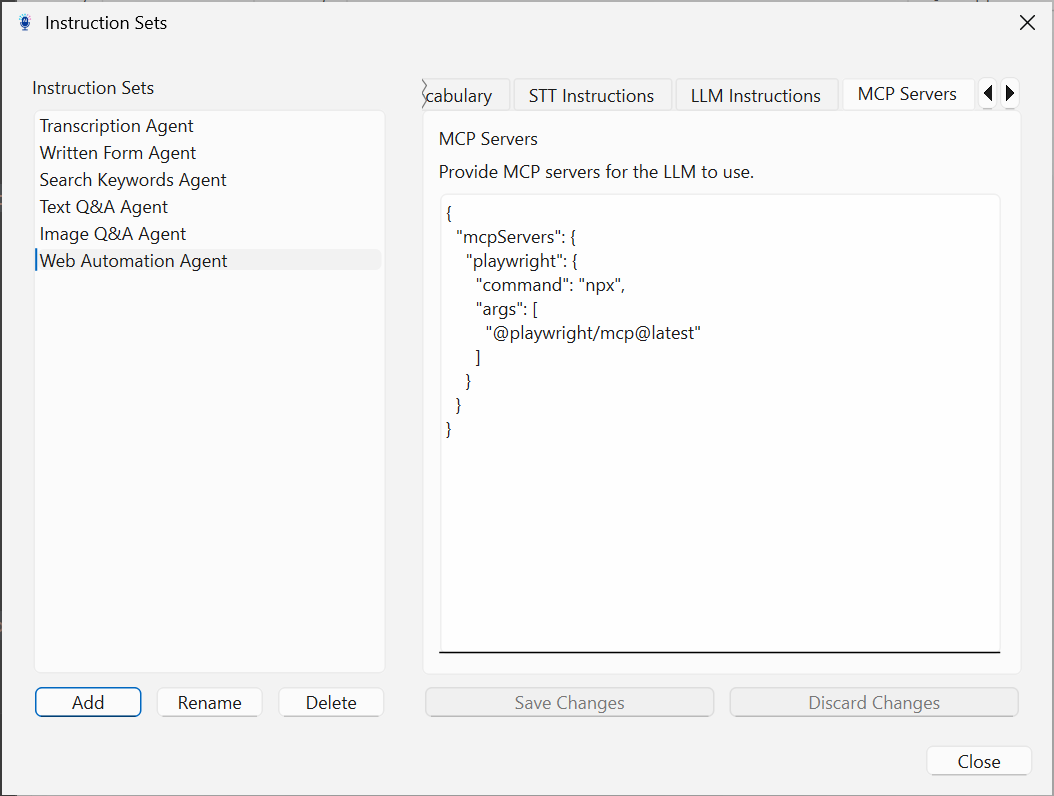 Instruction Sets
Instruction Sets
Transcription Agent
Written Form Agent
Search Keywords Agent
Text Q&A Agent
Image Q&A Agent
Web Automation Agent
Add
Rename
Delete
cabulary
STT Instructions
LLM Instructions
MCP Servers
MCP Servers
Provide MCP servers for the LLM to use.
{
  "mcpServers": {
    "playwright": {
      "command": "npx",
      "args": [
        "@playwright/mcp@latest"
      ]
    }
  }
}
Save Changes
Discard Changes
Close